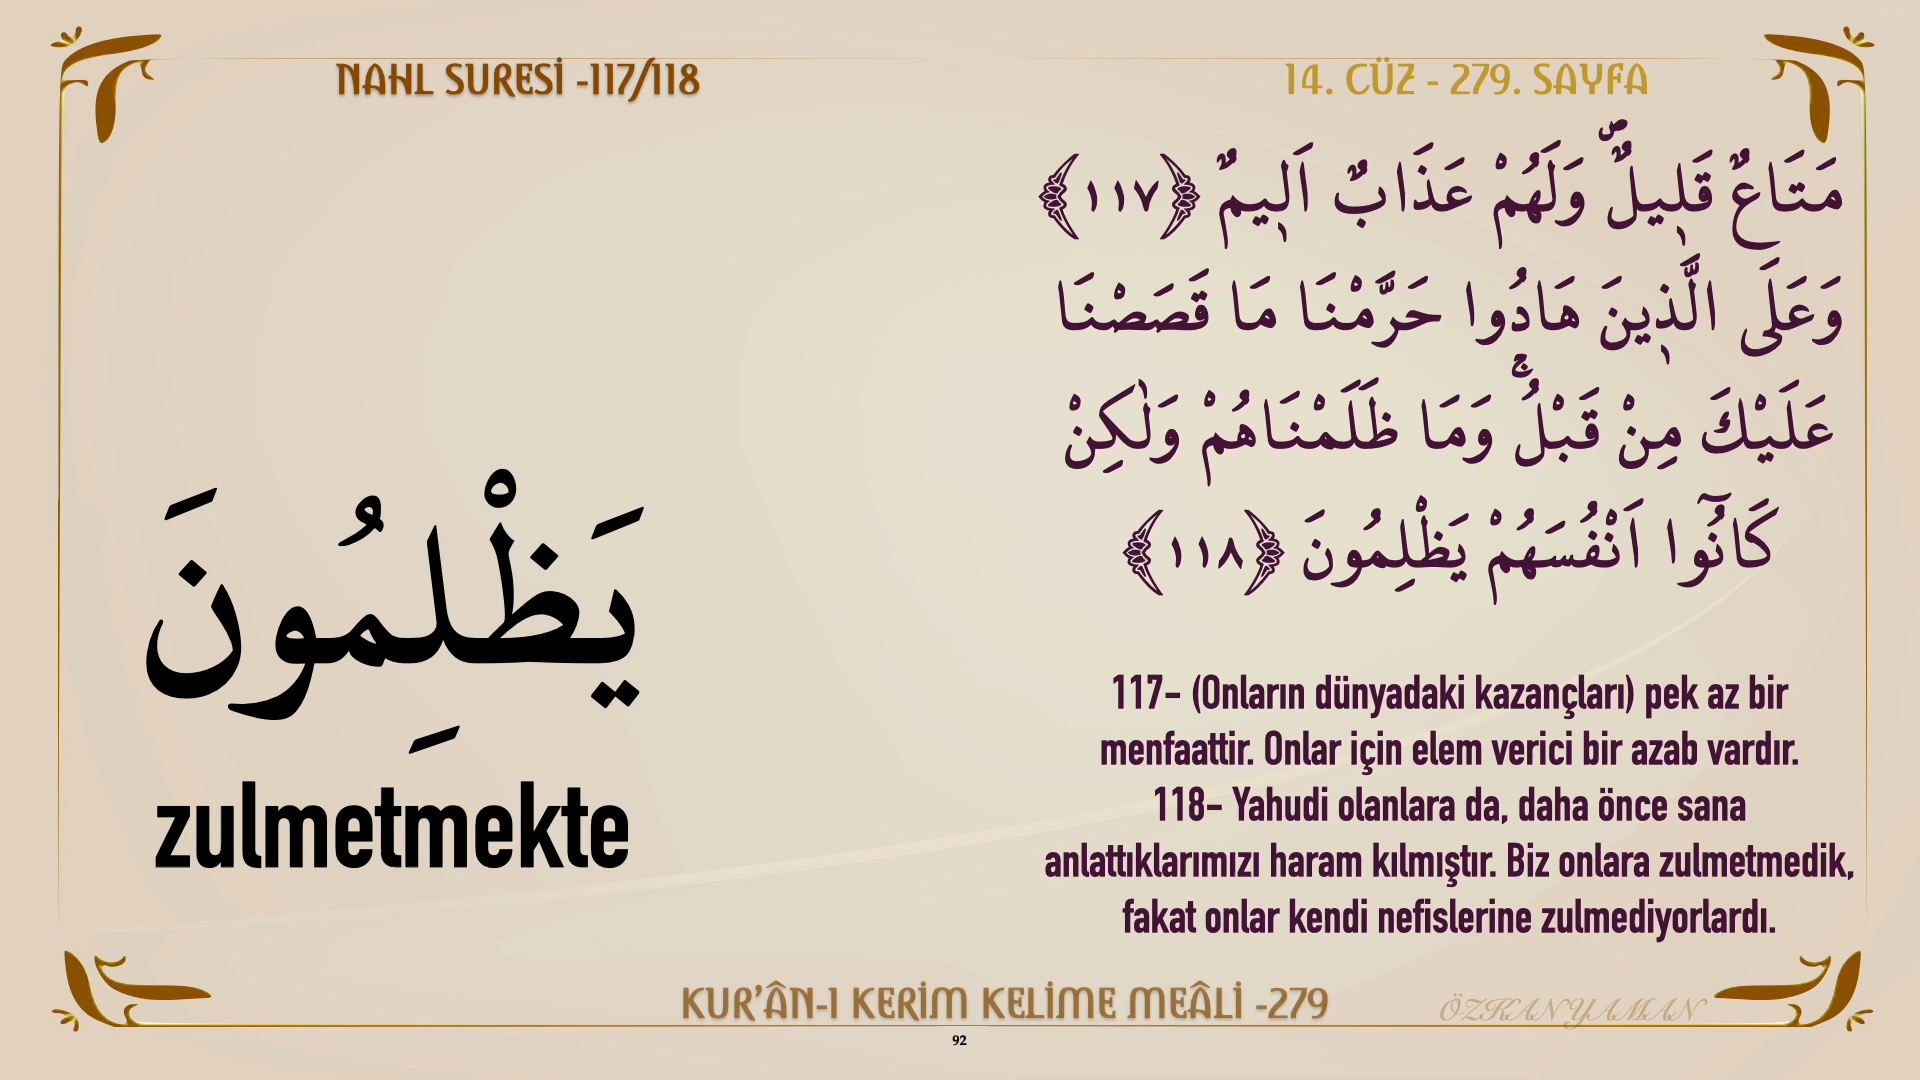 NAHL SURESİ -117/118
14. CÜZ - 279. SAYFA
مَتَاعٌ قَلٖيلٌۖ وَلَهُمْ عَذَابٌ اَلٖيمٌ ﴿١١٧﴾
وَعَلَى الَّذٖينَ هَادُوا حَرَّمْنَا مَا قَصَصْنَا
عَلَيْكَ مِنْ قَبْلُۚ وَمَا ظَلَمْنَاهُمْ وَلٰكِنْ
كَانُٓوا اَنْفُسَهُمْ يَظْلِمُونَ ﴿١١٨﴾
يَظْلِمُونَ
zulmetmekte
117- (Onların dünyadaki kazançları) pek az bir
menfaattir. Onlar için elem verici bir azab vardır.
118- Yahudi olanlara da, daha önce sana
anlattıklarımızı haram kılmıştır. Biz onlara zulmetmedik,
fakat onlar kendi nefislerine zulmediyorlardı.
KUR'ÂN-I KERİM KELİME MEÂLİ -279
ÖZKAN YAMAN
92